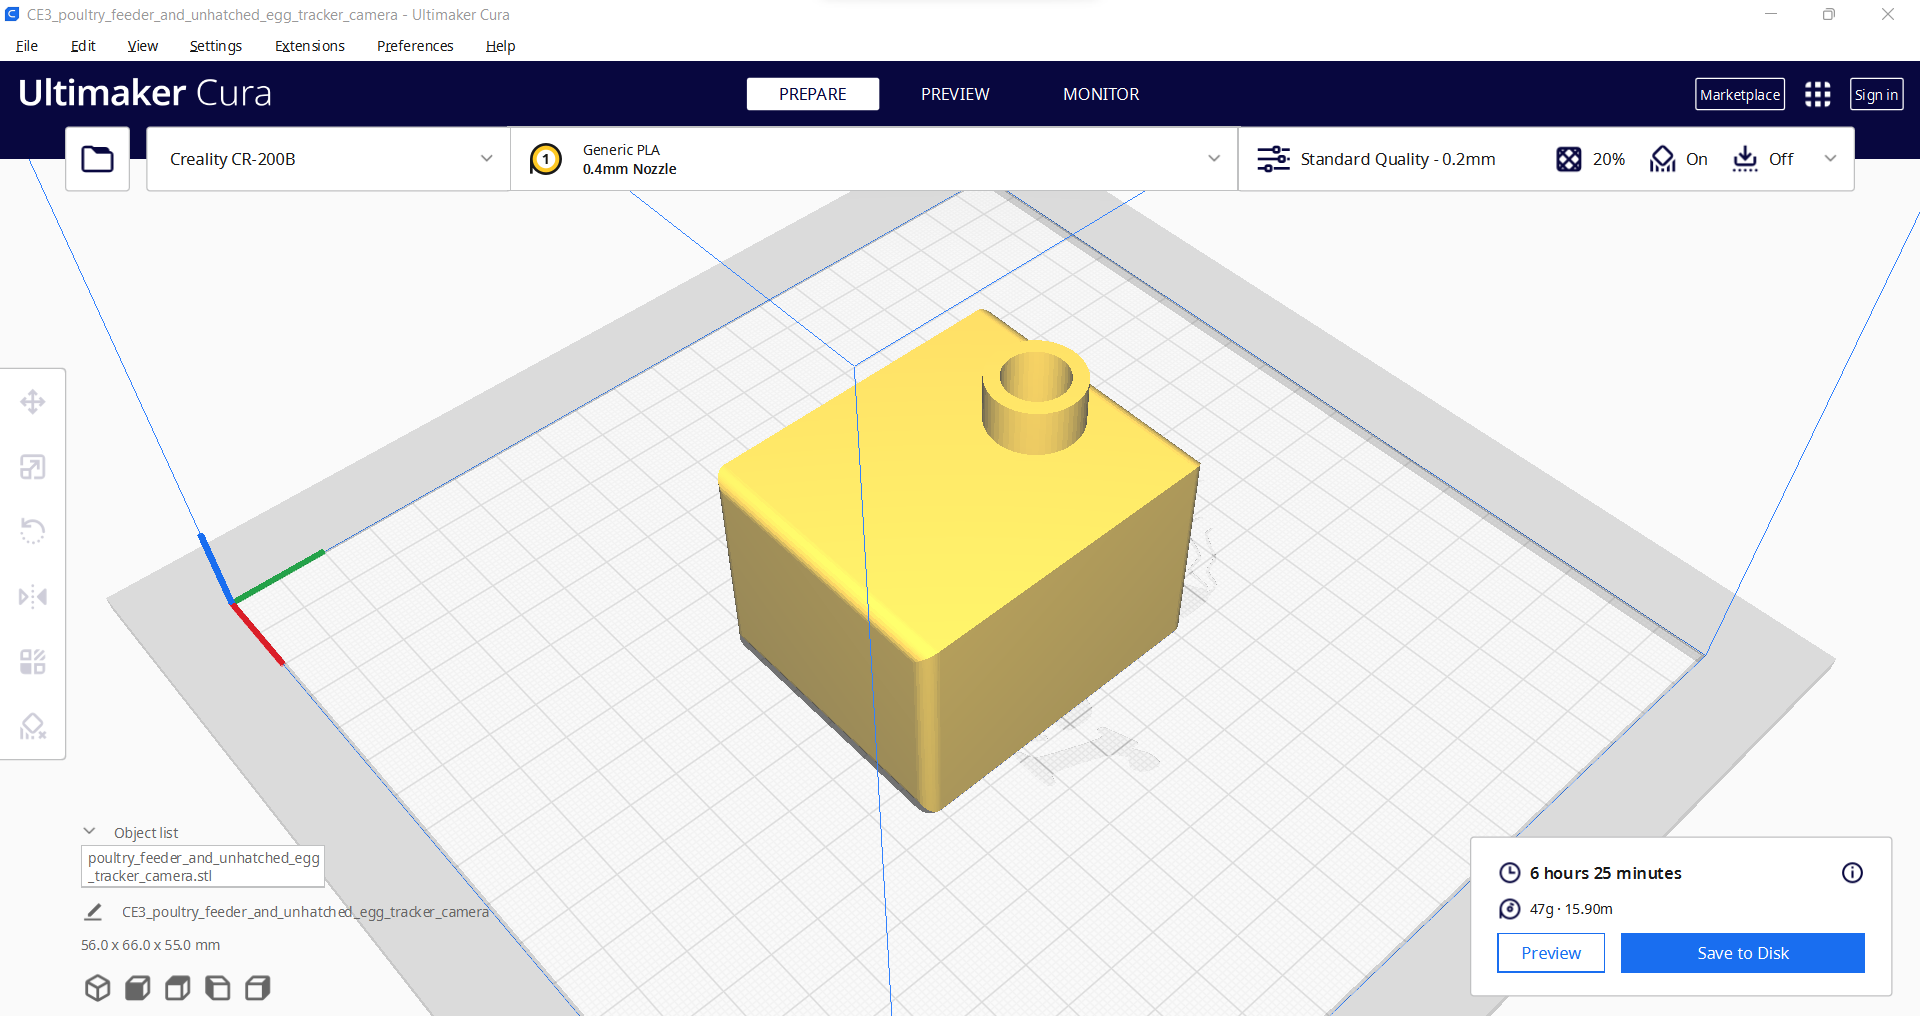 CE3_poultry_feeder_and_unhatched_egg_tracker_camera - Ultimaker Cura
File Edit View Settings Extensions Preferences Help
Ultimaker Cura
PREPARE PREVIEW MONITOR
Marketplace
Sign in
Creality CR-200B
1
Generic PLA
0.4mm Nozzle
Standard Quality - 0.2mm
20%
On
Off
Object list
poultry_feeder_and_unhatched_egg
_tracker_camera.stl
CE3_poultry_feeder_and_unhatched_egg_tracker_camera
56.0 x 66.0 x 55.0 mm
6 hours 25 minutes
47g · 15.90m
Preview
Save to Disk